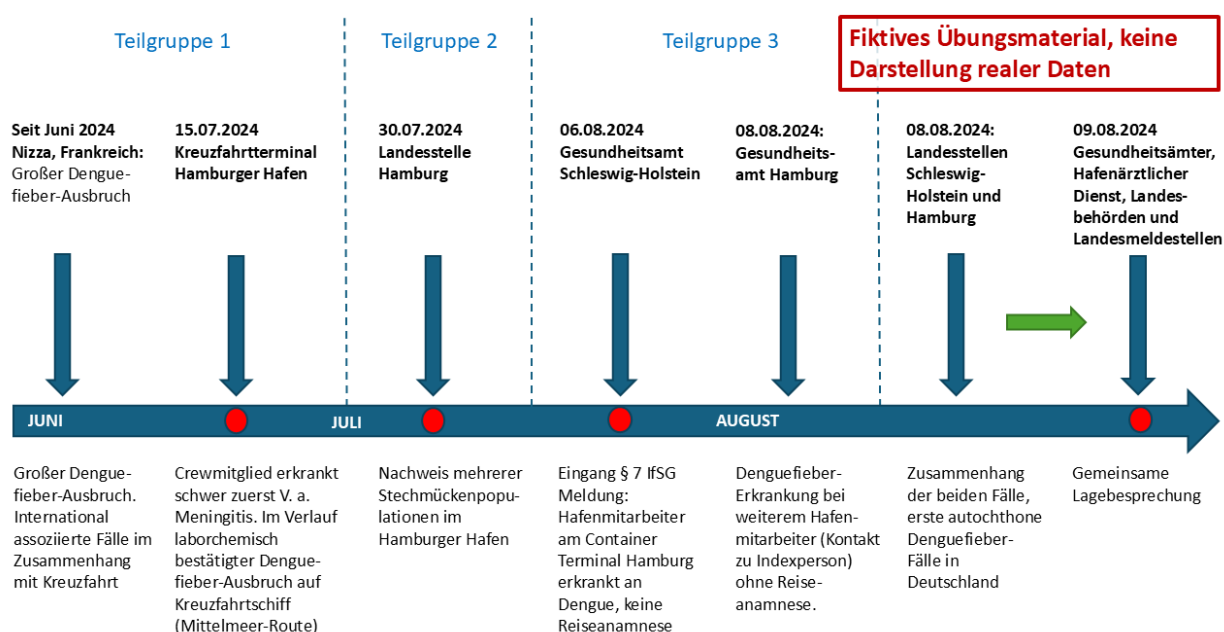 Teilgruppe 1
Teilgruppe 2
Teilgruppe 3
Fiktives Übungsmaterial, keine
Darstellung realer Daten
Seit Juni 2024
Nizza, Frankreich:
Großer Dengue-
fieber-Ausbruch
15.07.2024
Kreuzfahrtterminal
Hamburger Hafen
30.07.2024
Landesstelle
Hamburg
06.08.2024
Gesundheitsamt
Schleswig-Holstein
08.08.2024:
Gesundheits-
amt Hamburg
08.08.2024:
Landesstellen
Schleswig-
Holstein und
Hamburg
09.08.2024
Gesundheitsämter,
Hafenärztlicher
Dienst, Landes-
behörden und
Landesmeldestellen
JUNI
JULI
AUGUST
Großer Dengue-
fieber-Ausbruch.
International
assoziierte Fälle im
Zusammenhang
mit Kreuzfahrt
Crewmitglied erkrankt
schwer zuerst V. a.
Meningitis. Im Verlauf
laborchemisch
bestätigter Dengue-
fieber-Ausbruch auf
Kreuzfahrtschiff
(Mittelmeer-Route)
Nachweis mehrerer
Stechmückenpopu-
lationen im
Hamburger Hafen
Eingang § 7 IfSG
Meldung:
Hafenmitarbeiter
am Container
Terminal Hamburg
erkrankt an
Dengue, keine
Reiseanamnese
Denguefieber-
Erkrankung bei
weiterem Hafen-
mitarbeiter (Kontakt
zu Indexperson)
ohne Reise-
anamnese.
Zusammenhang
der beiden Fälle,
erste autochthone
Denguefieber-
Fälle in
Deutschland
Gemeinsame
Lagebesprechung